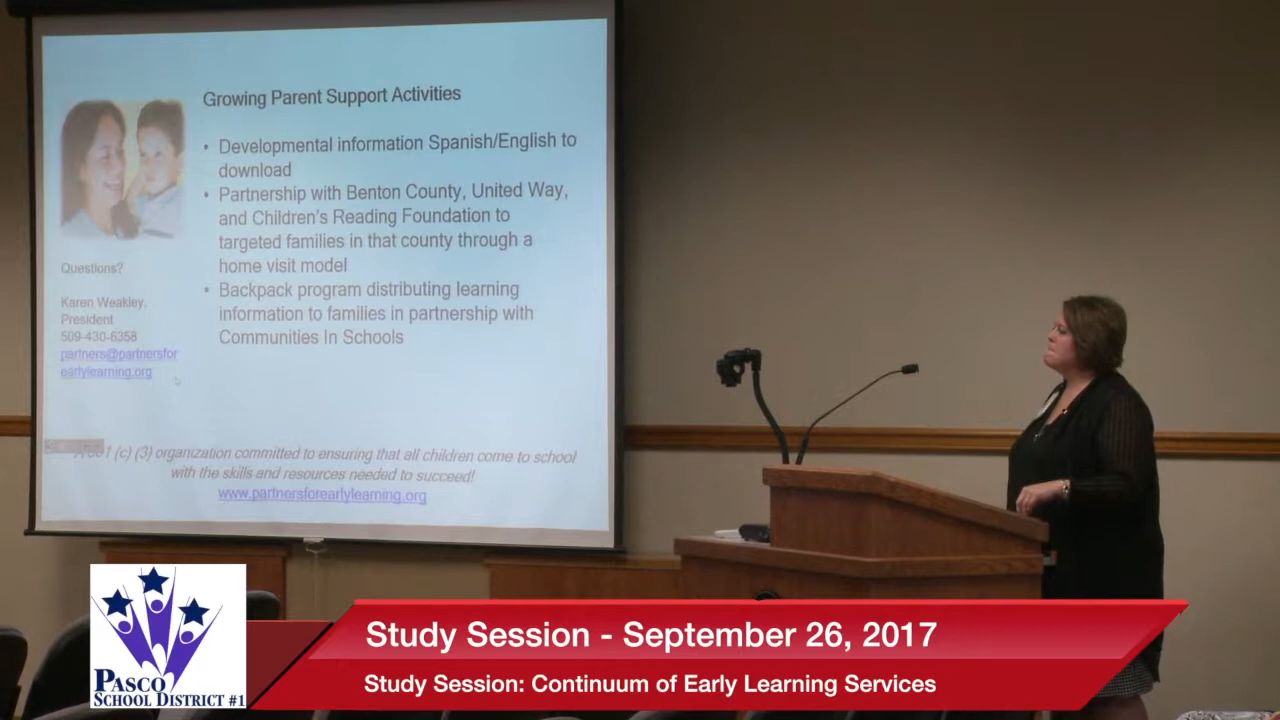 Growing Parent Support Activities
• Developmental information Spanish/English to
download
• Partnership with Benton County, United Way,
and Children's Reading Foundation to
targeted families in that county through a
home visit model
• Backpack program distributing learning
information to families in partnership with
Communities In Schools
Questions?
Karen Weakley,
President
509-430-6358
partners@partnersfor
earlylearning.org
(c) (3) organization committed to ensuring that all children come to school
with the skills and resources needed to succeed!
www.partnersforearlylearning.org
PASCO
SCHOOL DISTRICT #1
Study Session - September 26, 2017
Study Session: Continuum of Early Learning Services